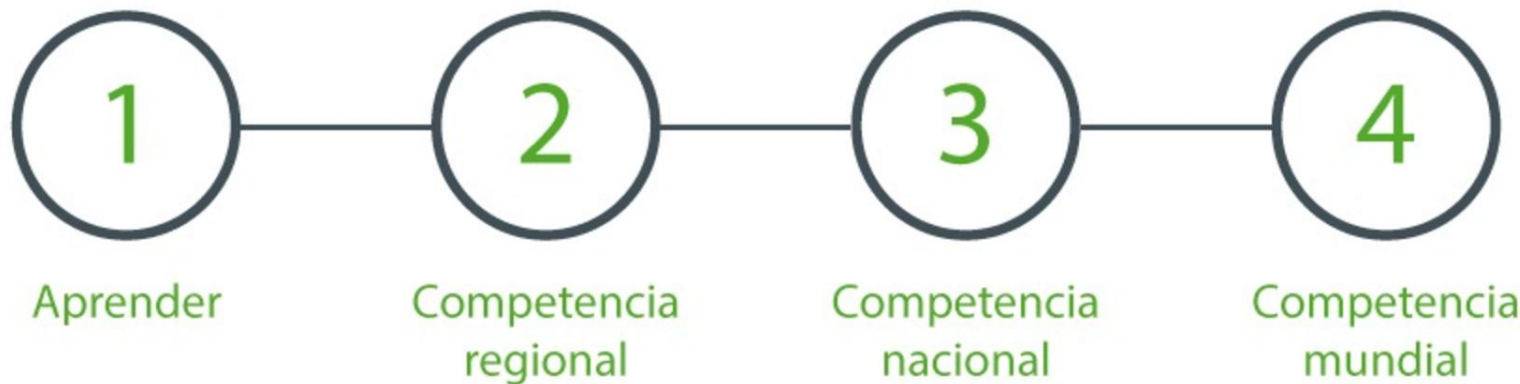 1
2
3
4
Aprender
Competencia
regional
Competencia
nacional
Competencia
mundial